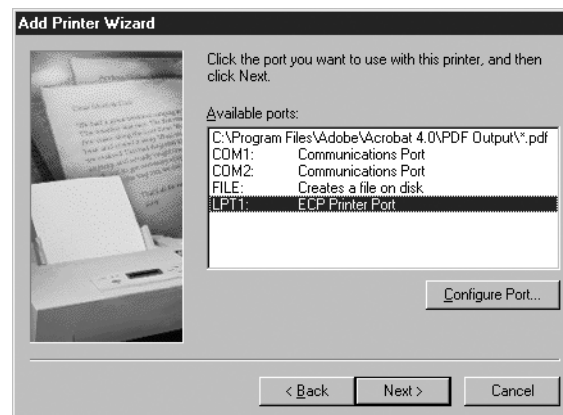 Add Printer Wizard
Click the port you want to use with this printer, and then
click Next.
Available ports:
C:\Program Files\Adobe\Acrobat 4.0\PDF Output\*.pdf
COM1: Communications Port
COM2: Communications Port
FILE: Creates a file on disk
LPT1: ECP Printer Port
Configure Port...
< Back Next > Cancel